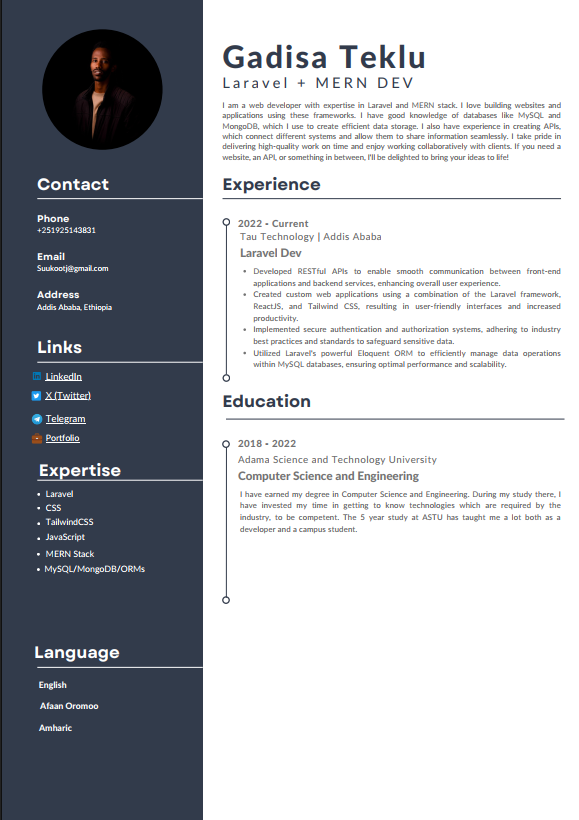 Gadisa Teklu
Laravel + MERN DEV
I am a web developer with expertise in Laravel and MERN stack. I love building websites and
applications using these frameworks. I have good knowledge of databases like MySQL and
MongoDB, which I use to create efficient data storage. I also have experience in creating APIs,
which connect different systems and allow them to share information seamlessly. I take pride in
delivering high-quality work on time and enjoy working collaboratively with clients. If you need a
website, an API, or something in between, I'll be delighted to bring your ideas to life!
Contact
Phone
+251925143831
Email
Suukootj@gmail.com
Address
Addis Ababa, Ethiopia
Links
LinkedIn
X (Twitter)
Telegram
Portfolio
Expertise
• Laravel
• CSS
• TailwindCSS
• JavaScript
• MERN Stack
• MySQL/MongoDB/ORMs
Language
English
Afaan Oromoo
Amharic
Experience
2022 - Current
Tau Technology | Addis Ababa
Laravel Dev
• Developed RESTful APIs to enable smooth communication between front-end
applications and backend services, enhancing overall user experience.
• Created custom web applications using a combination of the Laravel framework,
ReactJS, and Tailwind CSS, resulting in user-friendly interfaces and increased
productivity.
• Implemented secure authentication and authorization systems, adhering to industry
best practices and standards to safeguard sensitive data.
• Utilized Laravel's powerful Eloquent ORM to efficiently manage data operations
within MySQL databases, ensuring optimal performance and scalability.
Education
2018 - 2022
Adama Science and Technology University
Computer Science and Engineering
I have earned my degree in Computer Science and Engineering. During my study there, I
have invested my time in getting to know technologies which are required by the
industry, to be competent. The 5 year study at ASTU has taught me a lot both as a
developer and a campus student.